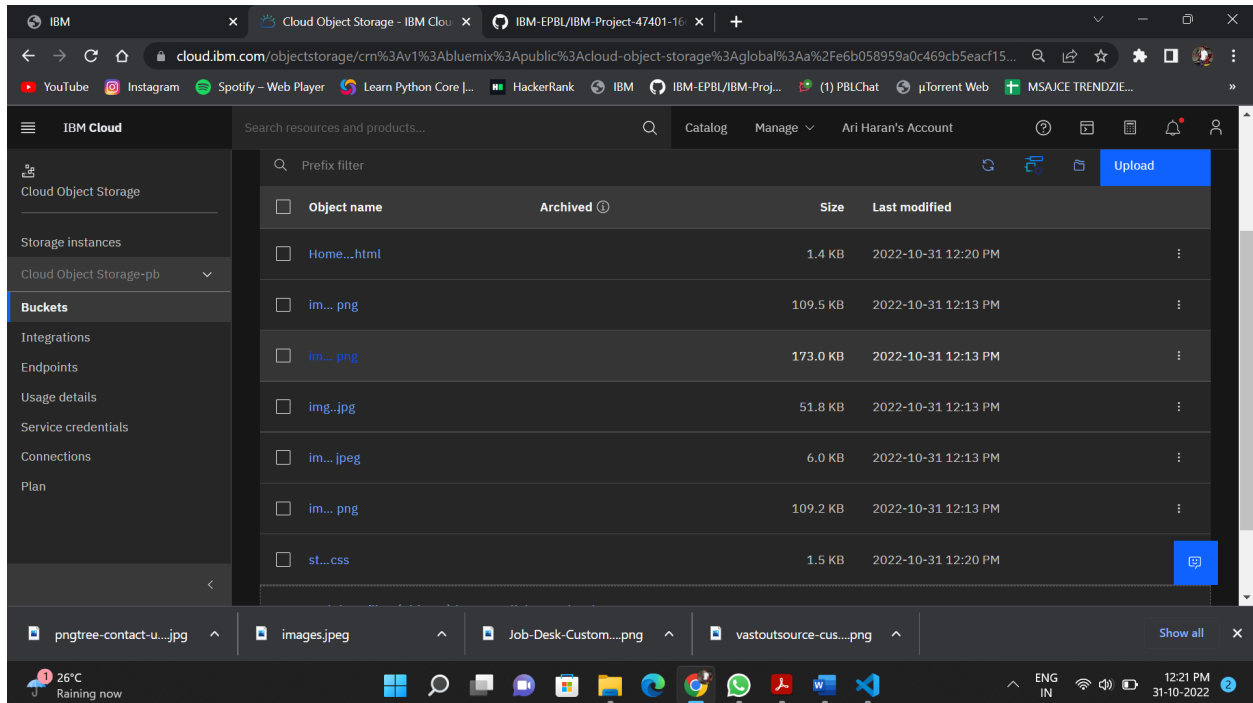 IBM
Cloud Object Storage - IBM Clou
IBM-EPBL/IBM-Project-47401-16
cloud.ibm.com/objectstorage/crn%3Av1%3Abluemix%3Apublic%3Acloud-object-storage%3Aglobal%3Aa%2Fe6b058959a0c469cb5eacf15...
YouTube Instagram Spotify – Web Player Learn Python Core |... HackerRank IBM IBM-EPBL/IBM-Proj... (1) PBLChat µTorrent Web MSAJCE TRENDZIE... »
IBM Cloud Search resources and products... Catalog Manage Ari Haran's Account
Cloud Object Storage
Storage instances
Cloud Object Storage-pb
Buckets
Integrations
Endpoints
Usage details
Service credentials
Connections
Plan
Prefix filter Upload
Object name Archived Size Last modified
Home...html 1.4 KB 2022-10-31 12:20 PM
im... png 109.5 KB 2022-10-31 12:13 PM
im... png 173.0 KB 2022-10-31 12:13 PM
img..jpg 51.8 KB 2022-10-31 12:13 PM
im... jpeg 6.0 KB 2022-10-31 12:13 PM
im... png 109.2 KB 2022-10-31 12:13 PM
st...css 1.5 KB 2022-10-31 12:20 PM
pngtree-contact-u....jpg images.jpeg Job-Desk-Custom....png vastoutsource-cus....png Show all
1 26°C
Raining now
ENG
IN
12:21 PM
31-10-2022
2